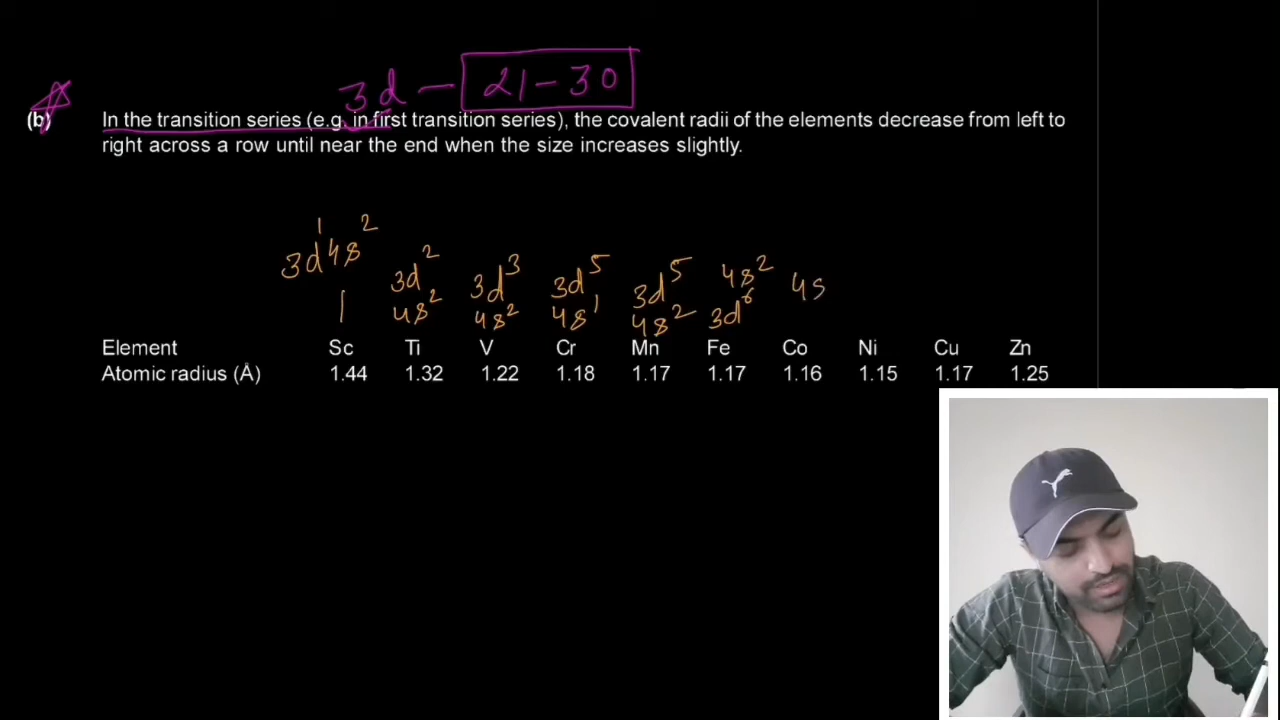 3d - 21-30
(b) In the transition series (e.g. in first transition series), the covalent radii of the elements decrease from left to
right across a row until near the end when the size increases slightly.
3d¹4s² 3d² 3d³ 3d⁵ 3d⁵ 4s² 4s
1 4s² 4s² 4s¹ 4s² 3d⁶
Element Sc Ti V Cr Mn Fe Co Ni Cu Zn
Atomic radius (Å) 1.44 1.32 1.22 1.18 1.17 1.17 1.16 1.15 1.17 1.25